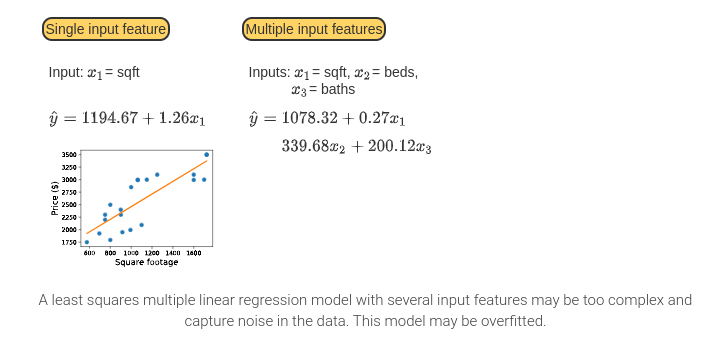 Single input feature
Multiple input features
Input: x₁ = sqft
Inputs: x₁ = sqft, x₂ = beds,
x₃ = baths
ŷ = 1194.67 + 1.26x₁
ŷ = 1078.32 + 0.27x₁
339.68x₂ + 200.12x₃
3500
3250
3000
2750
2500
2250
2000
1750
Price ($)
600 800 1000 1200 1400 1600
Square footage
A least squares multiple linear regression model with several input features may be too complex and
capture noise in the data. This model may be overfitted.